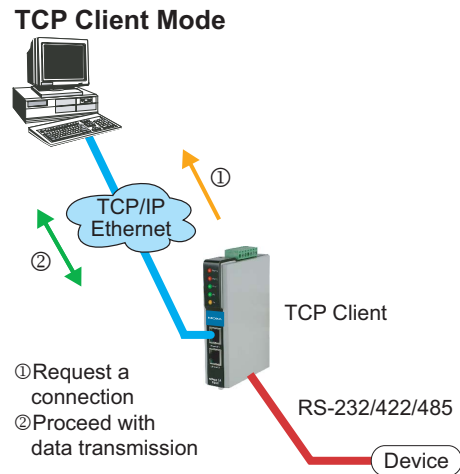 TCP Client Mode
①
TCP/IP
Ethernet
②
TCP Client
①Request a
connection
②Proceed with
data transmission
RS-232/422/485
Device